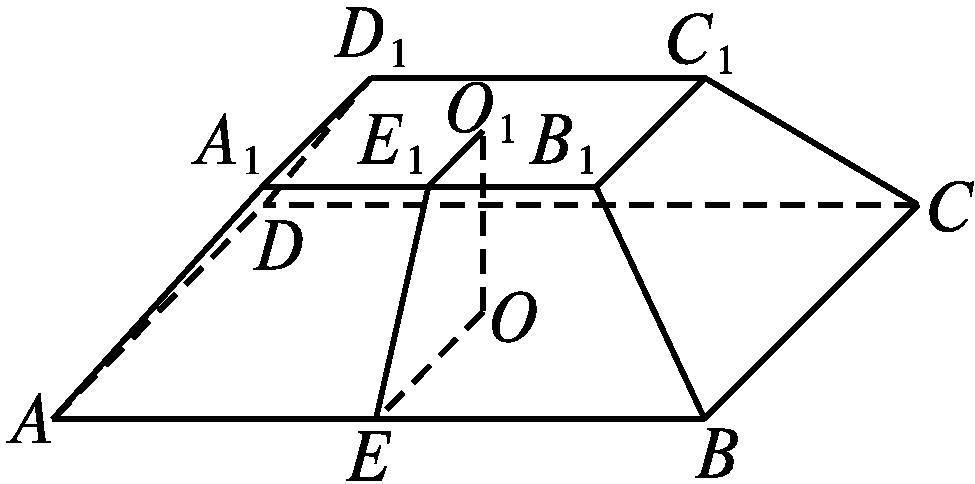 D₁ C₁
A₁ E₁ O₁ B₁
D C
O
A E B